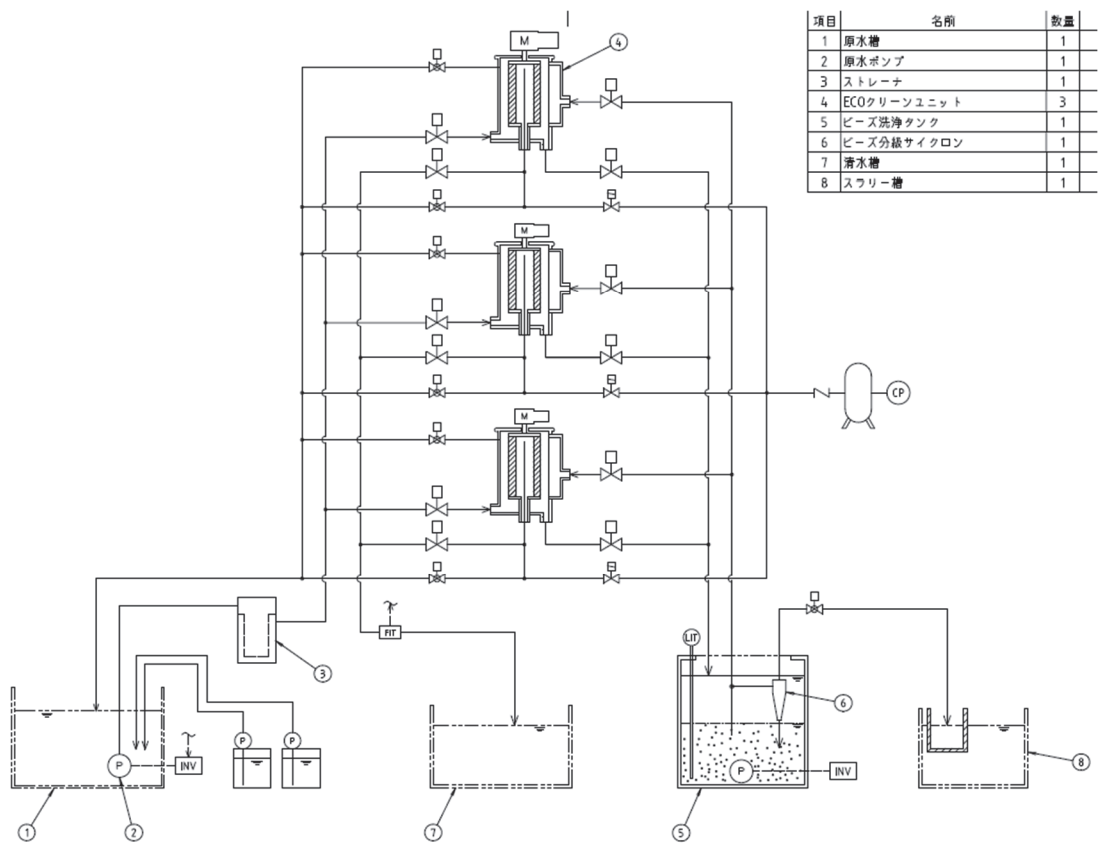 項目 名前 数量
1 原水槽 1
2 原水ポンプ 1
3 ストレーナ 1
4 ECOクリーンユニット 3
5 ビーズ洗浄タンク 1
6 ビーズ分級サイクロン 1
7 清水槽 1
8 スラリー槽 1
M
4
M
CP
M
FIT
LIT
3
6
P
P
P
INV
P
INV
8
1
2
7
5